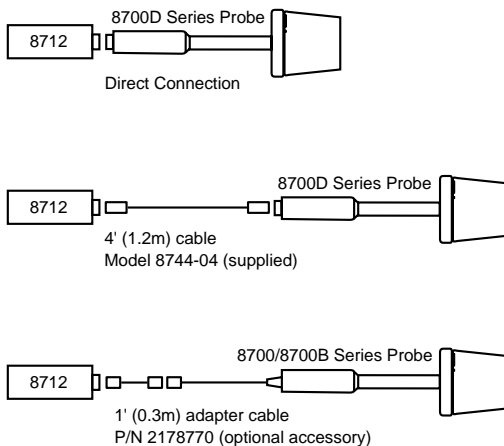 8700D Series Probe
8712
Direct Connection
8700D Series Probe
8712
4' (1.2m) cable
Model 8744-04 (supplied)
8700/8700B Series Probe
8712
1' (0.3m) adapter cable
P/N 2178770 (optional accessory)